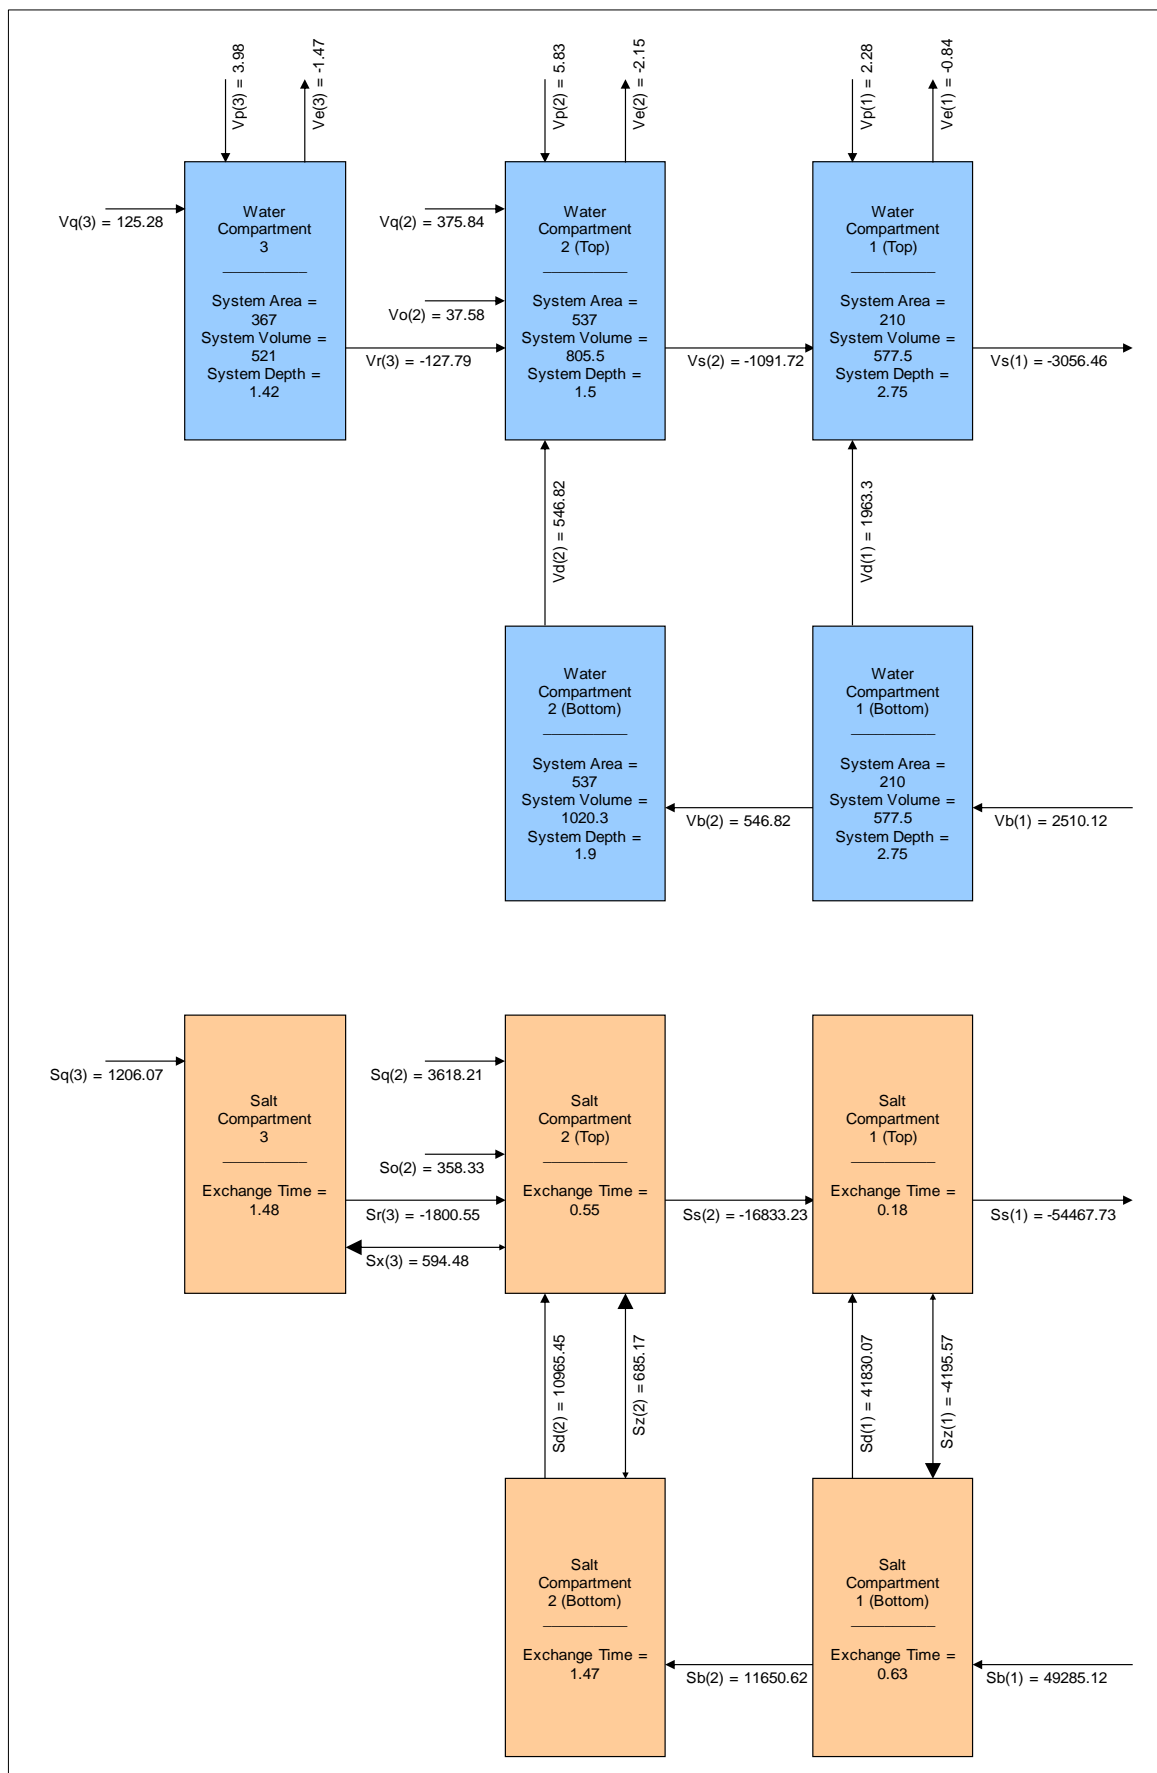 Vp(3) = 3.98
Ve(3) = -1.47
Vp(2) = 5.83
Ve(2) = -2.15
Vp(1) = 2.28
Ve(1) = -0.84
Vq(3) = 125.28
Water
Compartment
3
System Area =
367
System Volume =
521
System Depth =
1.42
Vr(3) = -127.79
Vq(2) = 375.84
Vo(2) = 37.58
Water
Compartment
2 (Top)
System Area =
537
System Volume =
805.5
System Depth =
1.5
Vs(2) = -1091.72
Water
Compartment
1 (Top)
System Area =
210
System Volume =
577.5
System Depth =
2.75
Vs(1) = -3056.46
Vd(2) = 546.82
Vd(1) = 1963.3
Water
Compartment
2 (Bottom)
System Area =
537
System Volume =
1020.3
System Depth =
1.9
Vb(2) = 546.82
Water
Compartment
1 (Bottom)
System Area =
210
System Volume =
577.5
System Depth =
2.75
Vb(1) = 2510.12
Sq(3) = 1206.07
Salt
Compartment
3
Exchange Time =
1.48
Sr(3) = -1800.55
Sx(3) = 594.48
Sq(2) = 3618.21
So(2) = 358.33
Salt
Compartment
2 (Top)
Exchange Time =
0.55
Ss(2) = -16833.23
Salt
Compartment
1 (Top)
Exchange Time =
0.18
Ss(1) = -54467.73
Sd(2) = 10965.45
Sz(2) = 685.17
Sd(1) = 41830.07
Sz(1) = -4195.57
Salt
Compartment
2 (Bottom)
Exchange Time =
1.47
Sb(2) = 11650.62
Salt
Compartment
1 (Bottom)
Exchange Time =
0.63
Sb(1) = 49285.12